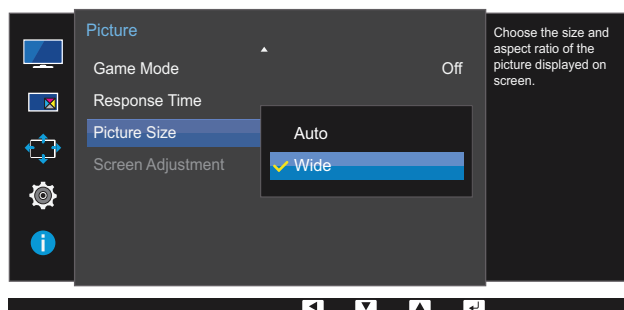 Picture
Game Mode Off
Response Time
Picture Size
Auto
Wide
Screen Adjustment
Choose the size and
aspect ratio of the
picture displayed on
screen.